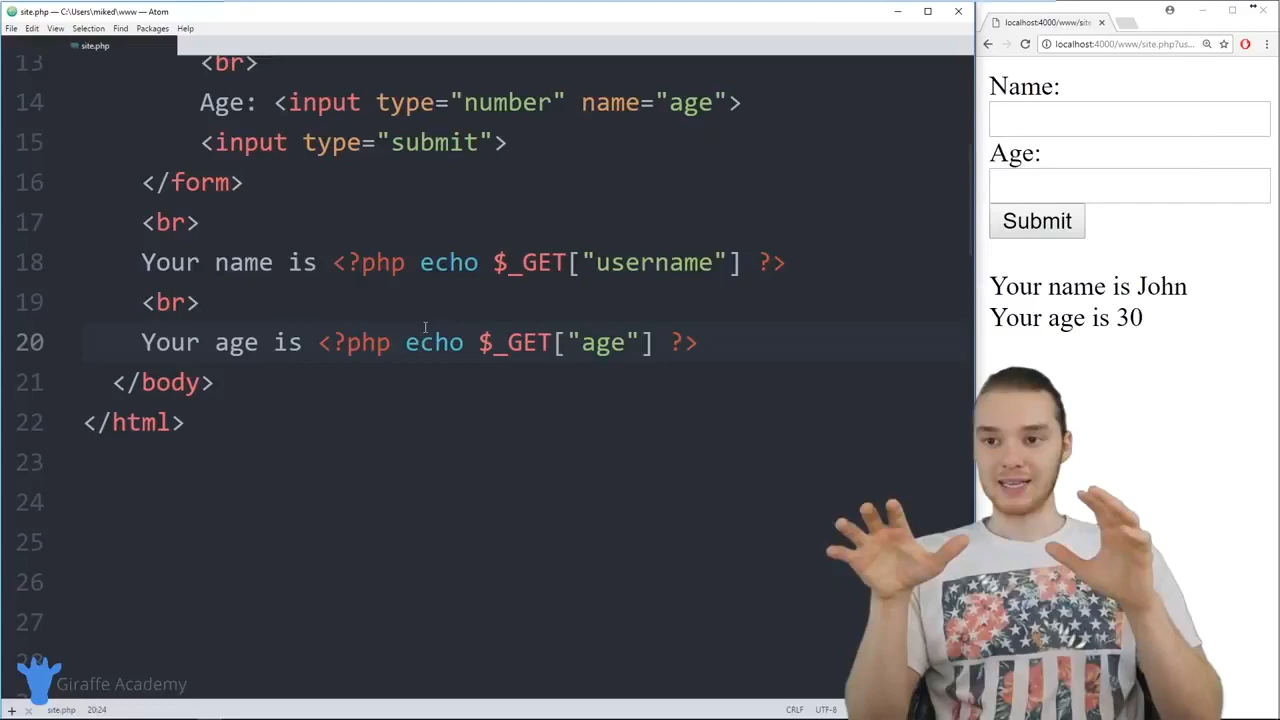 site.php — C:\Users\miked\www — Atom
File Edit View Selection Find Packages Help
site.php
13 <br>
14 Age: <input type="number" name="age">
15 <input type="submit">
16 </form>
17 <br>
18 Your name is <?php echo $_GET["username"] ?>
19 <br>
20 Your age is <?php echo $_GET["age"] ?>
21 </body>
22 </html>
23
24
25
26
27
Giraffe Academy
site.php 20:24 CRLF UTF-8
localhost:4000/www/site
localhost:4000/www/site.php?us...
Name:
Age:
Submit
Your name is John
Your age is 30